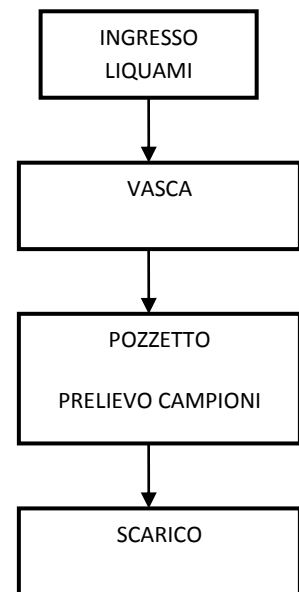 INGRESSO
LIQUAMI
VASCA
POZZETTO
PRELIEVO CAMPIONI
SCARICO